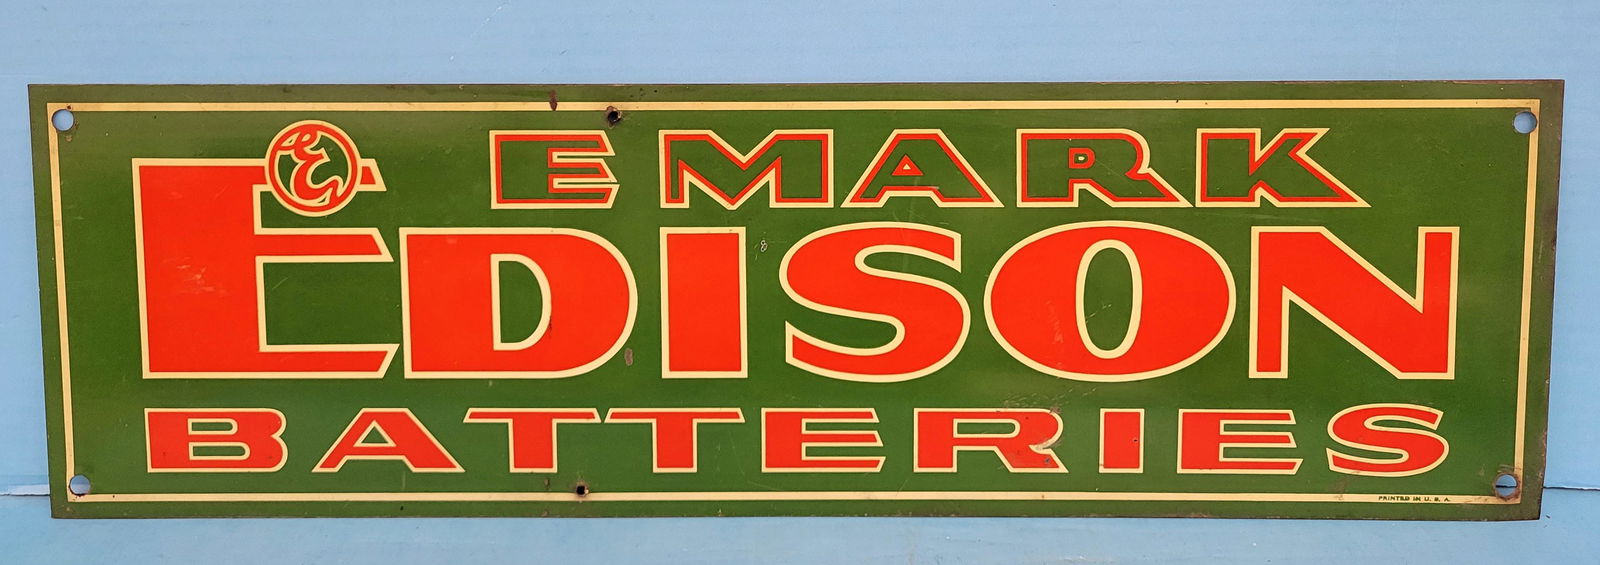 E
EMARK
EDISON
BATTERIES
PRINTED IN U. S. A.